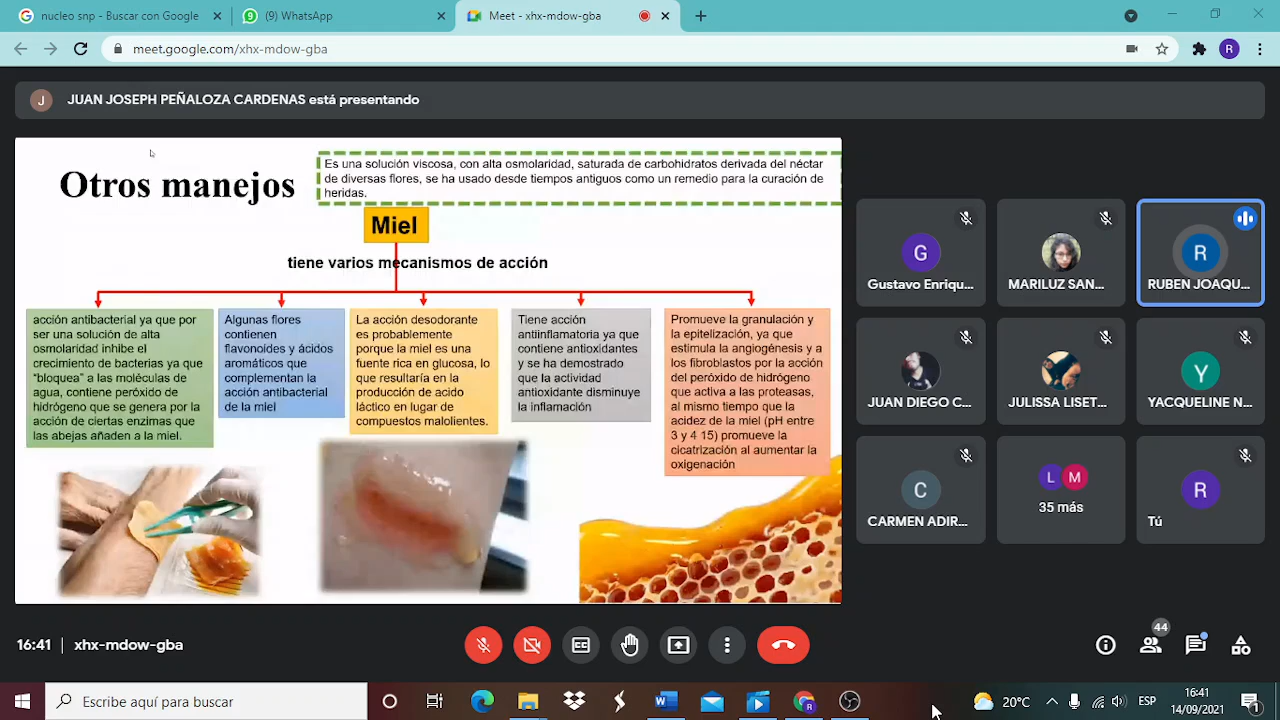 nucleo snp - Buscar con Google
(9) WhatsApp
Meet - xhx-mdow-gba
meet.google.com/xhx-mdow-gba
R
J
JUAN JOSEPH PEÑALOZA CARDENAS está presentando
Otros manejos
Es una solución viscosa, con alta osmolaridad, saturada de carbohidratos derivada del néctar
de diversas flores, se ha usado desde tiempos antiguos como un remedio para la curación de
heridas.
Miel
tiene varios mecanismos de acción
acción antibacterial ya que por
ser una solución de alta
osmolaridad inhibe el
crecimiento de bacterias ya que
“bloquea” a las moléculas de
agua, contiene peróxido de
hidrógeno que se genera por la
acción de ciertas enzimas que
las abejas añaden a la miel.
Algunas flores
contienen
flavonoides y ácidos
aromáticos que
complementan la
acción antibacterial
de la miel
La acción desodorante
es probablemente
porque la miel es una
fuente rica en glucosa, lo
que resultaría en la
producción de acido
láctico en lugar de
compuestos malolientes.
Tiene acción
antiinflamatoria ya que
contiene antioxidantes
y se ha demostrado
que la actividad
antioxidante disminuye
la inflamación
Promueve la granulación y
la epitelización, ya que
estimula la angiogénesis y a
los fibroblastos por la acción
del peróxido de hidrógeno
que activa a las proteasas,
al mismo tiempo que la
acidez de la miel (pH entre
3 y 4 15) promueve la
cicatrización al aumentar la
oxigenación
G
Gustavo Enriqu...
MARILUZ SAN...
R
RUBEN JOAQU...
JUAN DIEGO C...
JULISSA LISET...
Y
YACQUELINE N...
C
CARMEN ADIR...
L M
35 más
R
Tú
16:41 | xhx-mdow-gba
44
Escribe aquí para buscar
20°C
ESP
16:41
14/09/2021
1